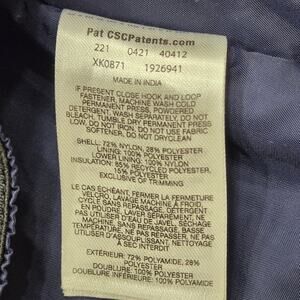 Pat CSCPatents.com
221 0421 40412
XK0871 1926941
MADE IN INDIA
IF PRESENT CLOSE HOOK AND LOOP
FASTENER, MACHINE WASH COLD
PERMANENT PRESS, POWDERED
DETERGENT, WASH SEPARATELY, DO NOT
BLEACH, TUMBLE DRY PERMANENT PRESS
LOW, DO NOT IRON, DO NOT USE FABRIC
SOFTENER, DO NOT DRYCLEAN
SHELL: 72% NYLON, 28% POLYESTER
LINING: 100% POLYESTER
LOWER LINING: 100% NYLON
INSULATION: 85% RECYCLED POLYESTER,
15% POLYESTER
EXCLUSIVE OF TRIMMING
LE CAS ÉCHÉANT, FERMER LA FERMETURE
VELCRO, LAVAGE MACHINE À FROID,
CYCLE SANS REPASSAGE, DÉTERGENT
EN POUDRE, LAVER SÉPARÉMENT, NE
PAS UTILISER D'EAU DE JAVEL, SÉCHAGE
SANS REPASSAGE, BASSE
TEMPÉRATURE, NE PAS REPASSER, NE PAS
UTILISER D'ASSOUPLISSANT, NETTOYAGE
À SEC INTERDIT
EXTÉRIEUR: 72% POLYAMIDE, 28%
POLYESTER
DOUBLURE: 100% POLYESTER
DOUBLURE INFÉRIEURE: 100%